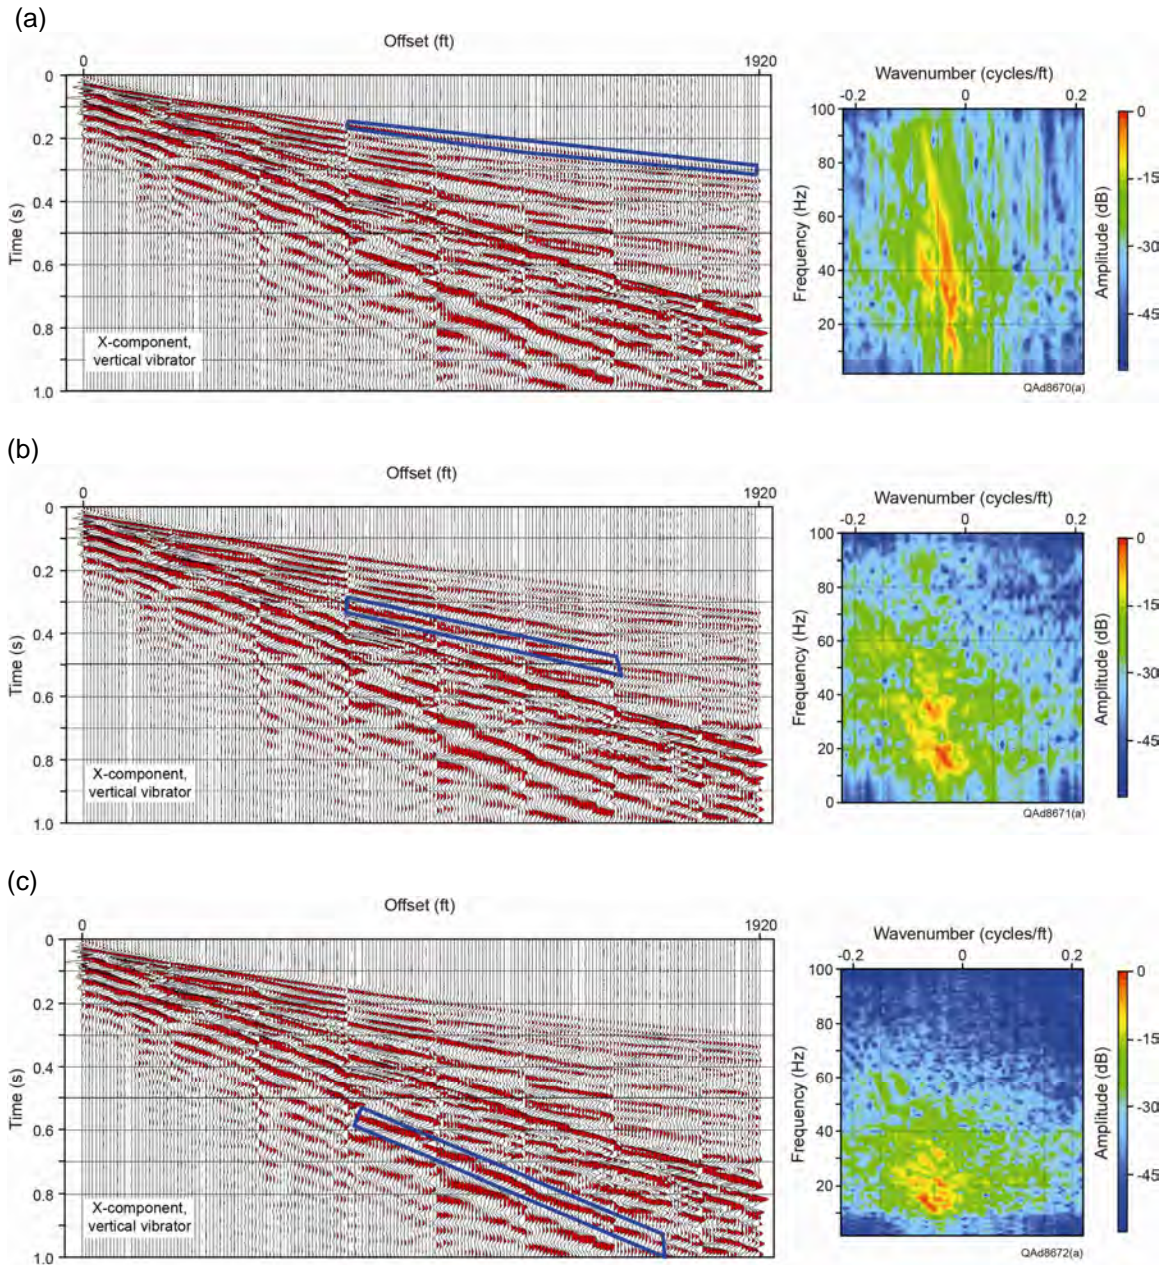 (a)
Offset (ft)
0 1920
Time (s)
0
0.2
0.4
0.6
0.8
1.0
X-component,
vertical vibrator
Wavenumber (cycles/ft)
-0.2 0 0.2
Frequency (Hz)
100
80
60
40
20
Amplitude (dB)
0
-15
-30
-45
QAd8670(a)
(b)
Offset (ft)
0 1920
Time (s)
0
0.2
0.4
0.6
0.8
1.0
X-component,
vertical vibrator
Wavenumber (cycles/ft)
-0.2 0 0.2
Frequency (Hz)
100
80
60
40
20
0
Amplitude (dB)
0
-15
-30
-45
QAd8671(a)
(c)
Offset (ft)
0 1920
Time (s)
0
0.2
0.4
0.6
0.8
1.0
X-component,
vertical vibrator
Wavenumber (cycles/ft)
-0.2 0 0.2
Frequency (Hz)
100
80
60
40
20
Amplitude (dB)
0
-15
-30
-45
QAd8672(a)